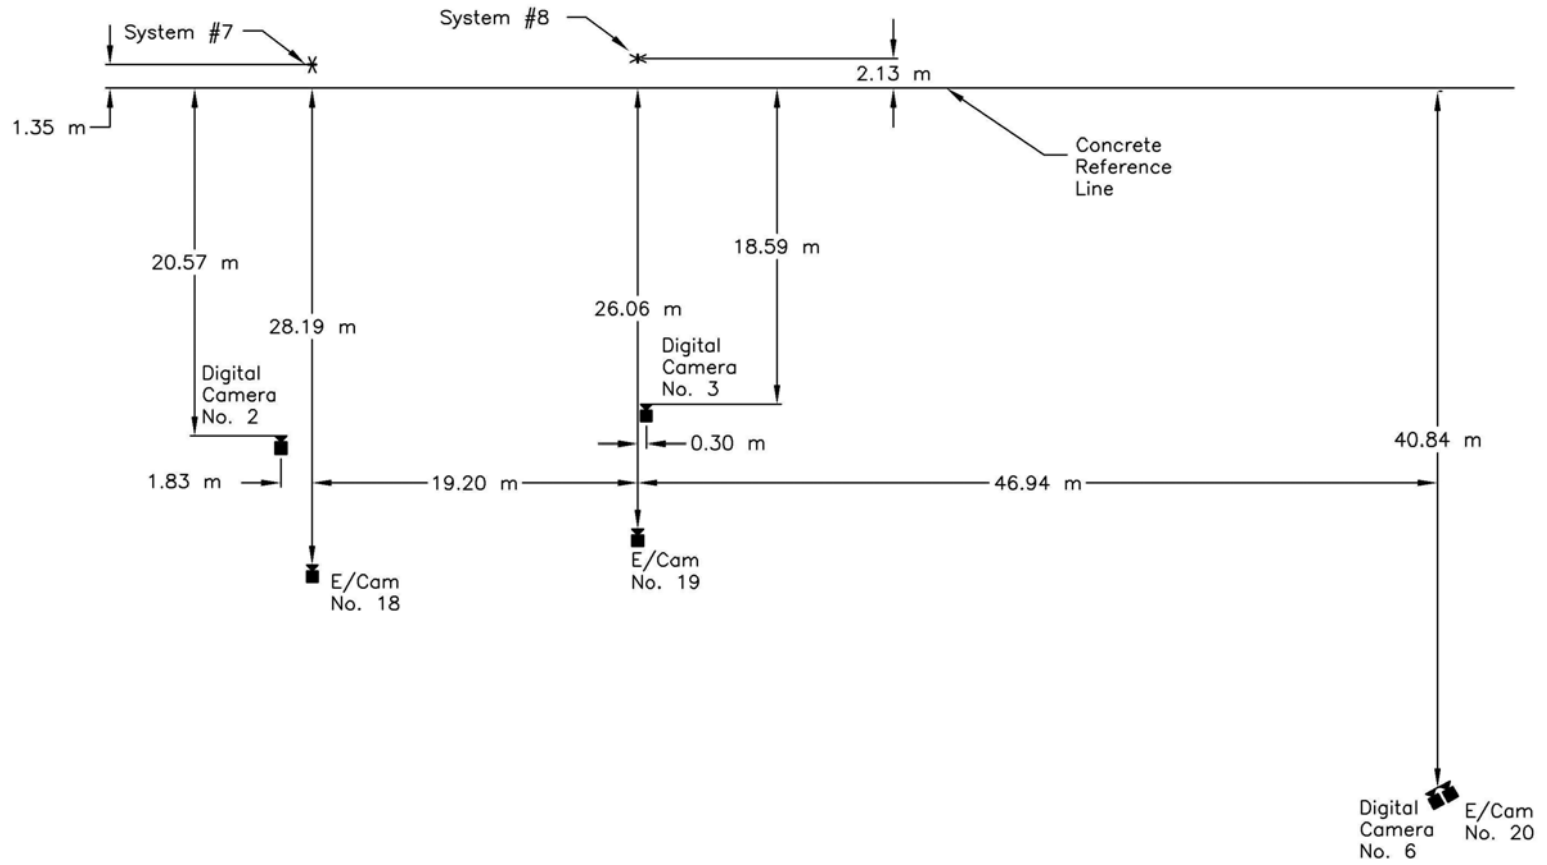 System #7
System #8
2.13 m
1.35 m
Concrete
Reference
Line
20.57 m
18.59 m
28.19 m
26.06 m
Digital
Camera
No. 2
Digital
Camera
No. 3
0.30 m
40.84 m
1.83 m
19.20 m
46.94 m
E/Cam
No. 18
E/Cam
No. 19
Digital
Camera
No. 6
E/Cam
No. 20